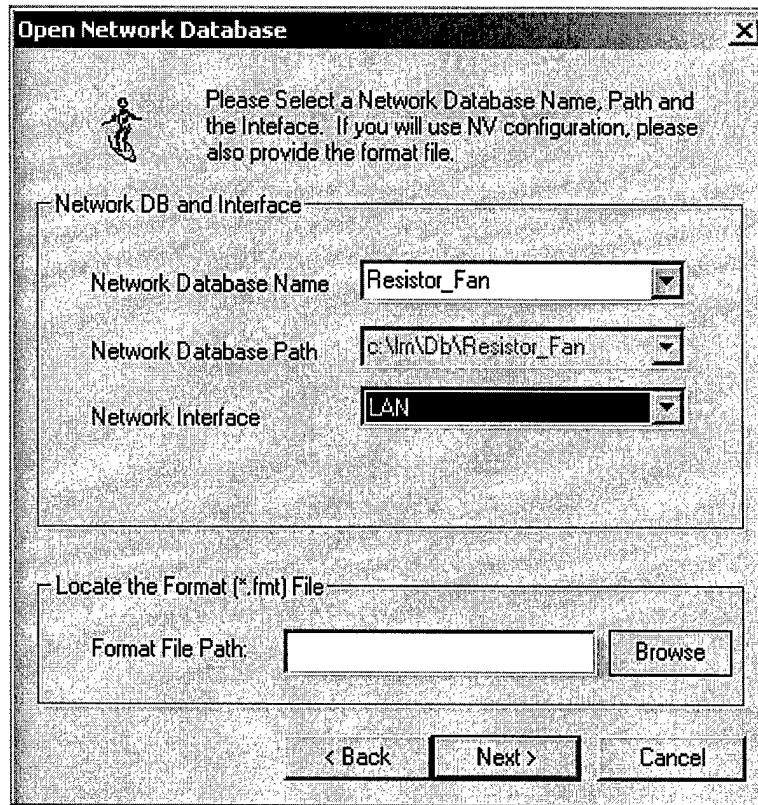 Open Network Database
Please Select a Network Database Name, Path and
the Inteface. If you will use NV configuration, please
also provide the format file.
Network DB and Interface
Network Database Name Resistor_Fan
Network Database Path c:\lm\Db\Resistor_Fan
Network Interface LAN
Locate the Format (*.fmt) File
Format File Path: Browse
< Back Next > Cancel